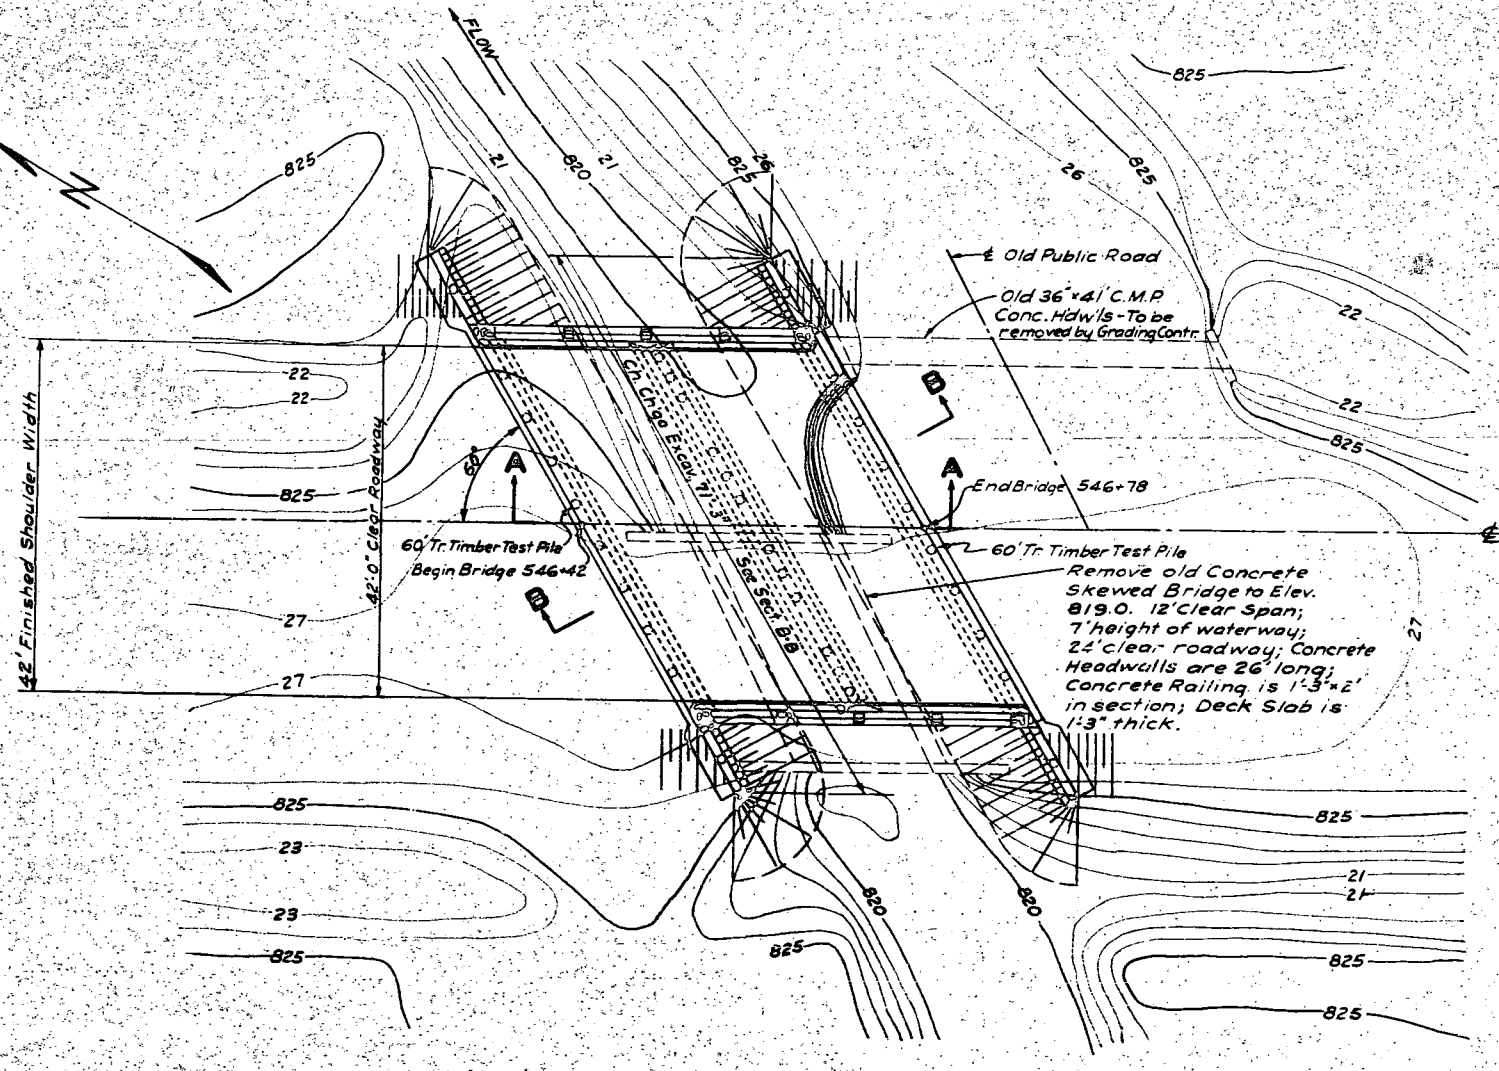 FLOW
825
21
820
21
825
26
26
825
825
N
℄ Old Public Road
Old 36"x41' C.M.P.
Conc. Hdwls - To be
removed by Grading Contr.
22
22
22
22
825
825
B
A
A
60°
42' Finished Shoulder Width
42'0" Clear Roadway
Ch. Ch'ge Excav. 71'-3"
See Sect. B-B
End Bridge 546+78
℄
60' Tr. Timber Test Pile
Begin Bridge 546+42
B
60' Tr. Timber Test Pile
Remove old Concrete
Skewed Bridge to Elev.
819.0. 12' Clear Span;
7' height of waterway;
24' clear roadway; Concrete
Headwalls are 26' long;
Concrete Railing is 1'-3"x2'
in section; Deck Slab is
1'-3" thick.
27
27
27
825
23
23
825
825
820
820
825
21
21
825
825